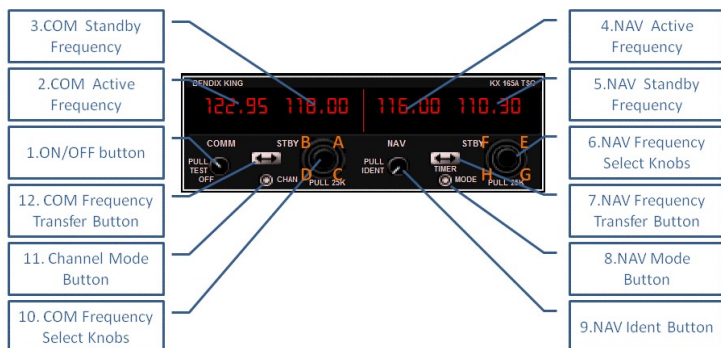 3.COM Standby
Frequency
4.NAV Active
Frequency
2.COM Active
Frequency
BENDIX KING
KX 165A TSO
5.NAV Standby
Frequency
122.95 118.00 116.00 110.30
1.ON/OFF button
COMM
STBY
B A
NAV
STBY
F E
6.NAV Frequency
Select Knobs
PULL
TEST
OFF
PULL
IDENT
TIMER
12. COM Frequency
Transfer Button
CHAN
D C
PULL 25K
MODE
H G
PULL 25K
7.NAV Frequency
Transfer Button
11. Channel Mode
Button
8.NAV Mode
Button
10. COM Frequency
Select Knobs
9.NAV Ident Button